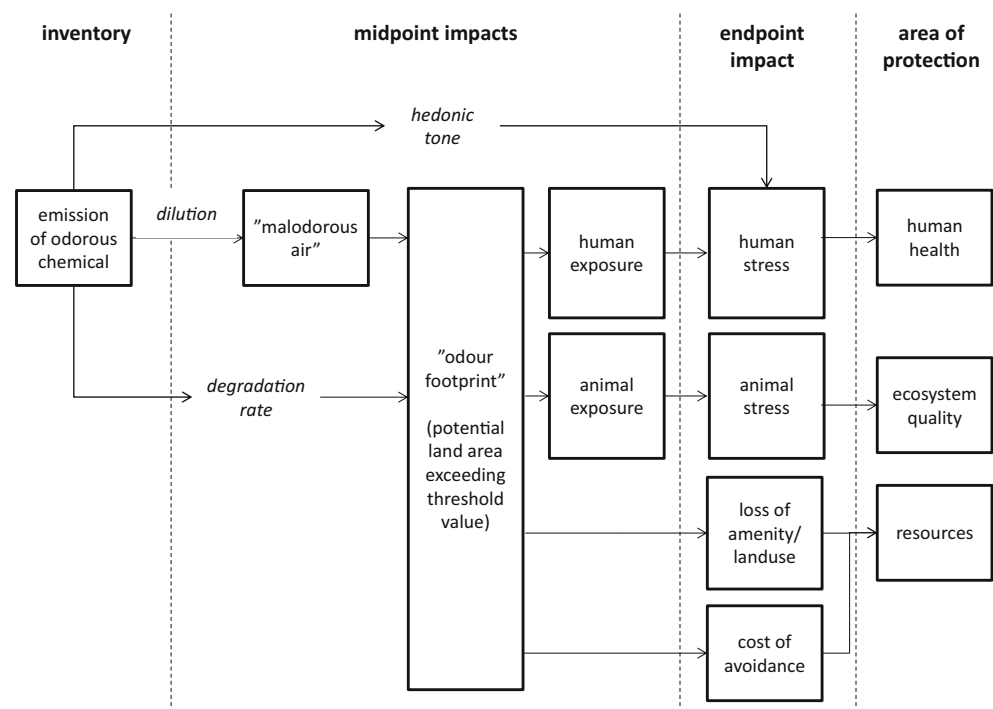 inventory
midpoint impacts
endpoint
impact
area of
protection
hedonic
tone
emission
of odorous
chemical
dilution
”malodorous
air”
degradation
rate
”odour
footprint”
(potential
land area
exceeding
threshold
value)
human
exposure
human
stress
human
health
animal
exposure
animal
stress
ecosystem
quality
loss of
amenity/
landuse
resources
cost of
avoidance